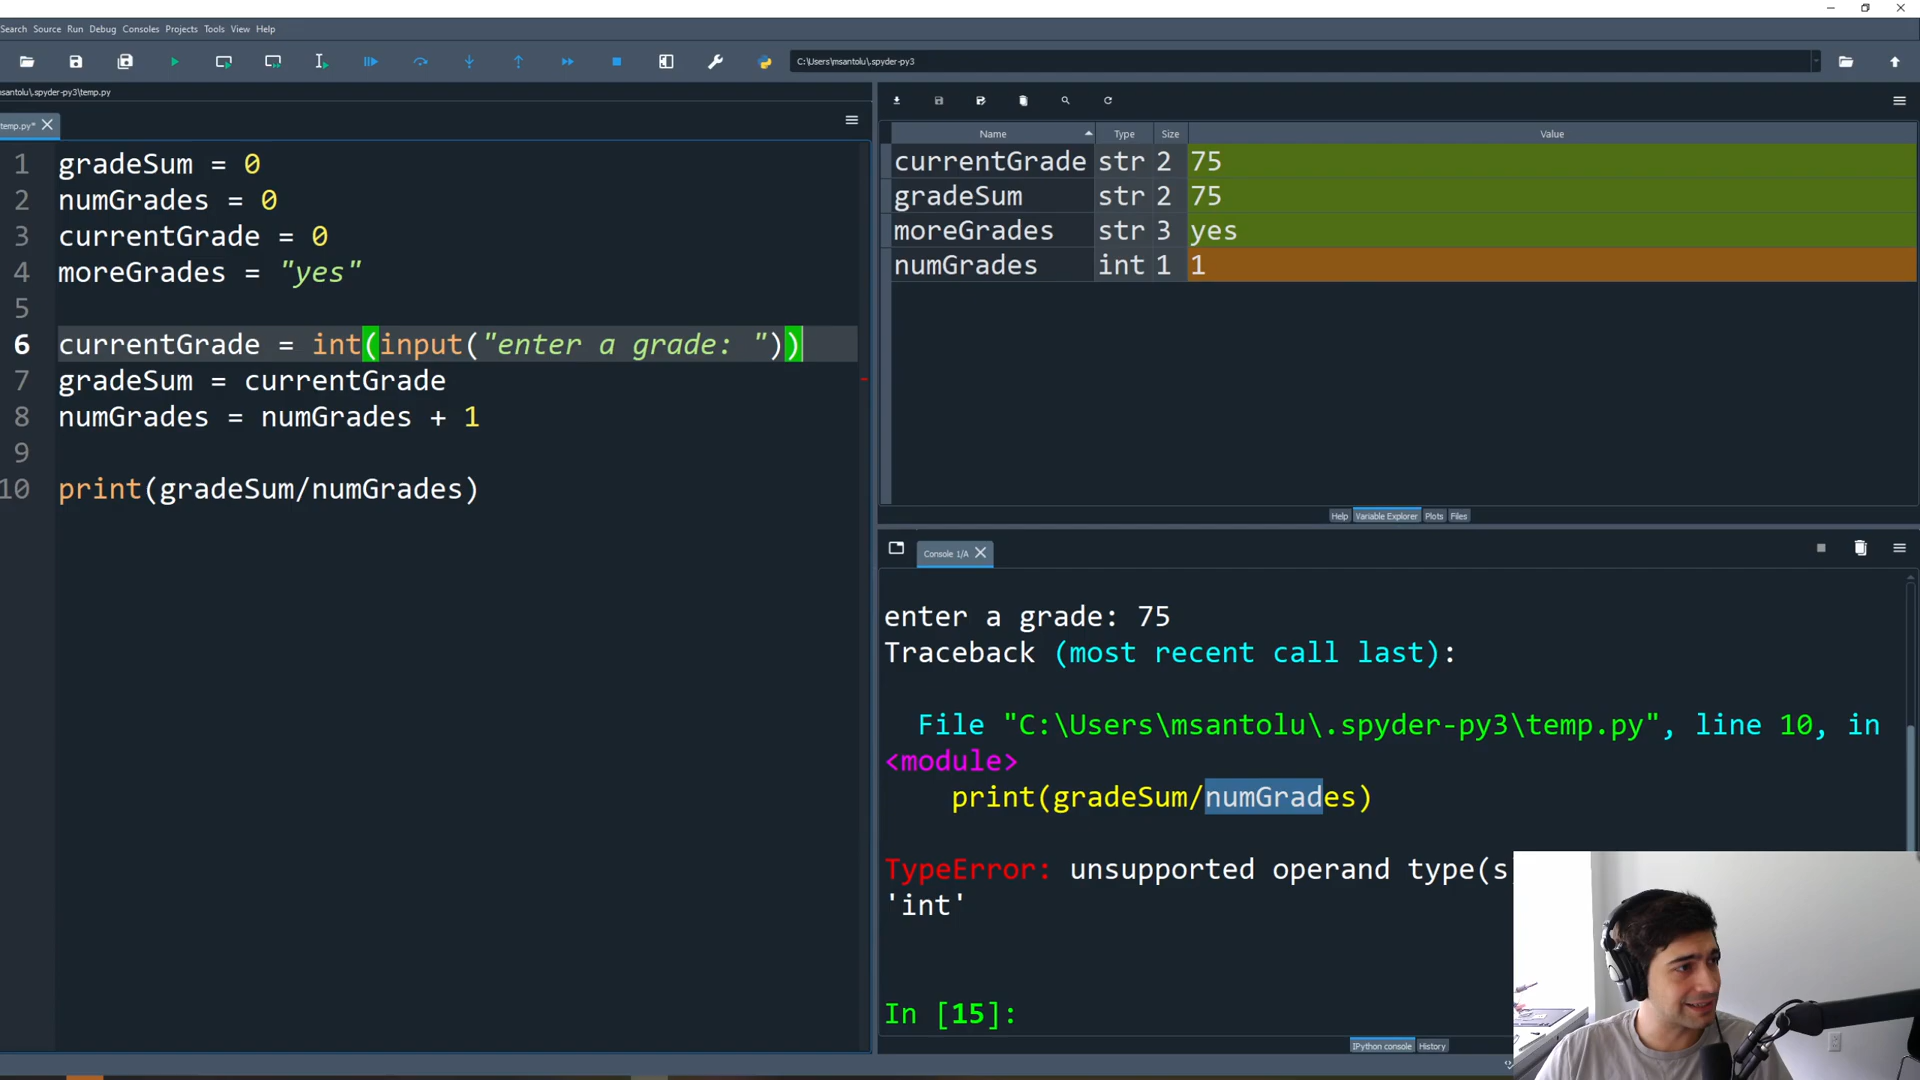 Search Source Run Debug Consoles Projects Tools View Help
C:\Users\msantolu\.spyder-py3
santolu\.spyder-py3\temp.py
temp.py*
1 gradeSum = 0
2 numGrades = 0
3 currentGrade = 0
4 moreGrades = "yes"
5
6 currentGrade = int(input("enter a grade: "))
7 gradeSum = currentGrade
8 numGrades = numGrades + 1
9
10 print(gradeSum/numGrades)
Name Type Size Value
currentGrade str 2 75
gradeSum str 2 75
moreGrades str 3 yes
numGrades int 1 1
Help Variable Explorer Plots Files
Console 1/A
enter a grade: 75
Traceback (most recent call last):
File "C:\Users\msantolu\.spyder-py3\temp.py", line 10, in
<module>
print(gradeSum/numGrades)
TypeError: unsupported operand type(s
'int'
In [15]:
IPython console History